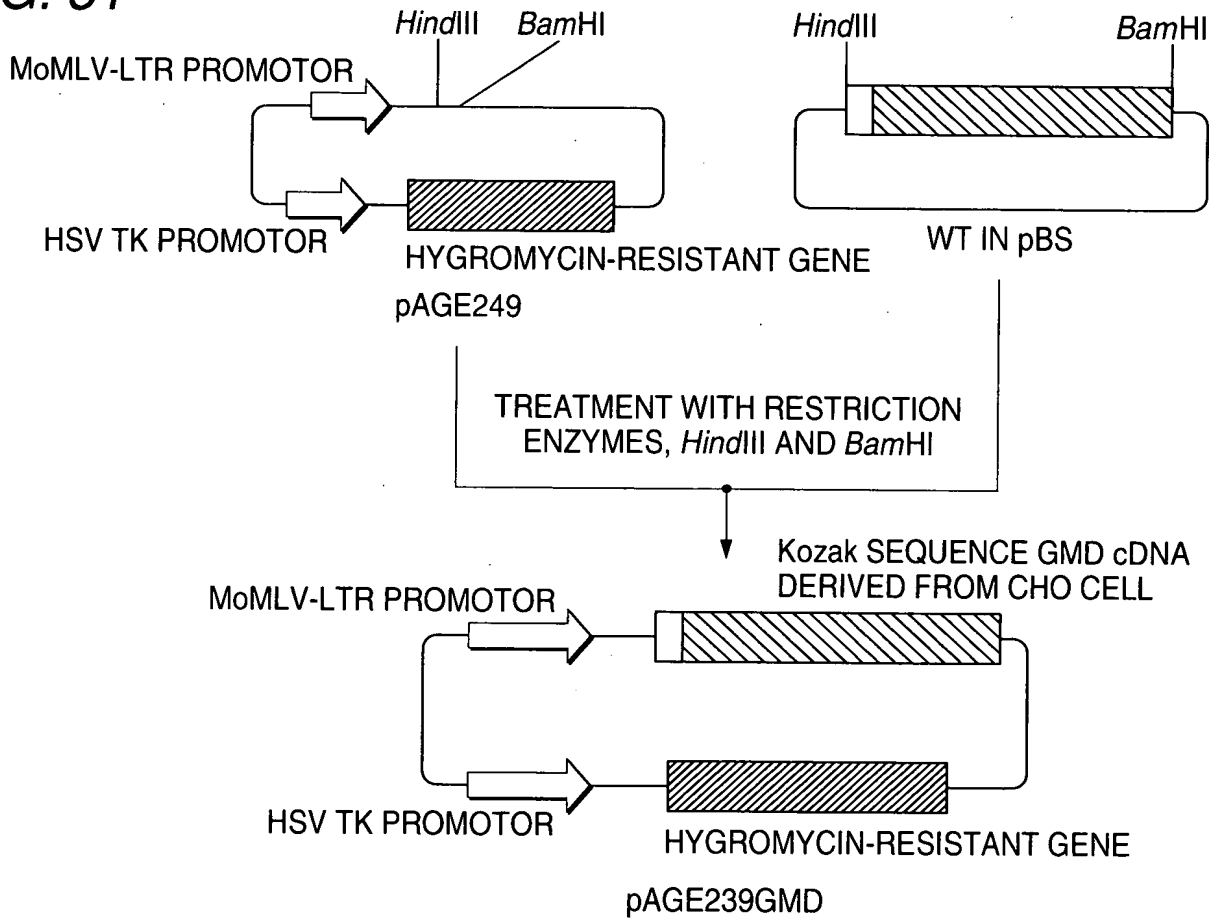 G. 31
HindIII
BamHI
HindIII
BamHI
MoMLV-LTR PROMOTOR
HSV TK PROMOTOR
HYGROMYCIN-RESISTANT GENE
pAGE249
WT IN pBS
TREATMENT WITH RESTRICTION
ENZYMES, HindIII AND BamHI
Kozak SEQUENCE GMD cDNA
DERIVED FROM CHO CELL
MoMLV-LTR PROMOTOR
HSV TK PROMOTOR
HYGROMYCIN-RESISTANT GENE
pAGE239GMD